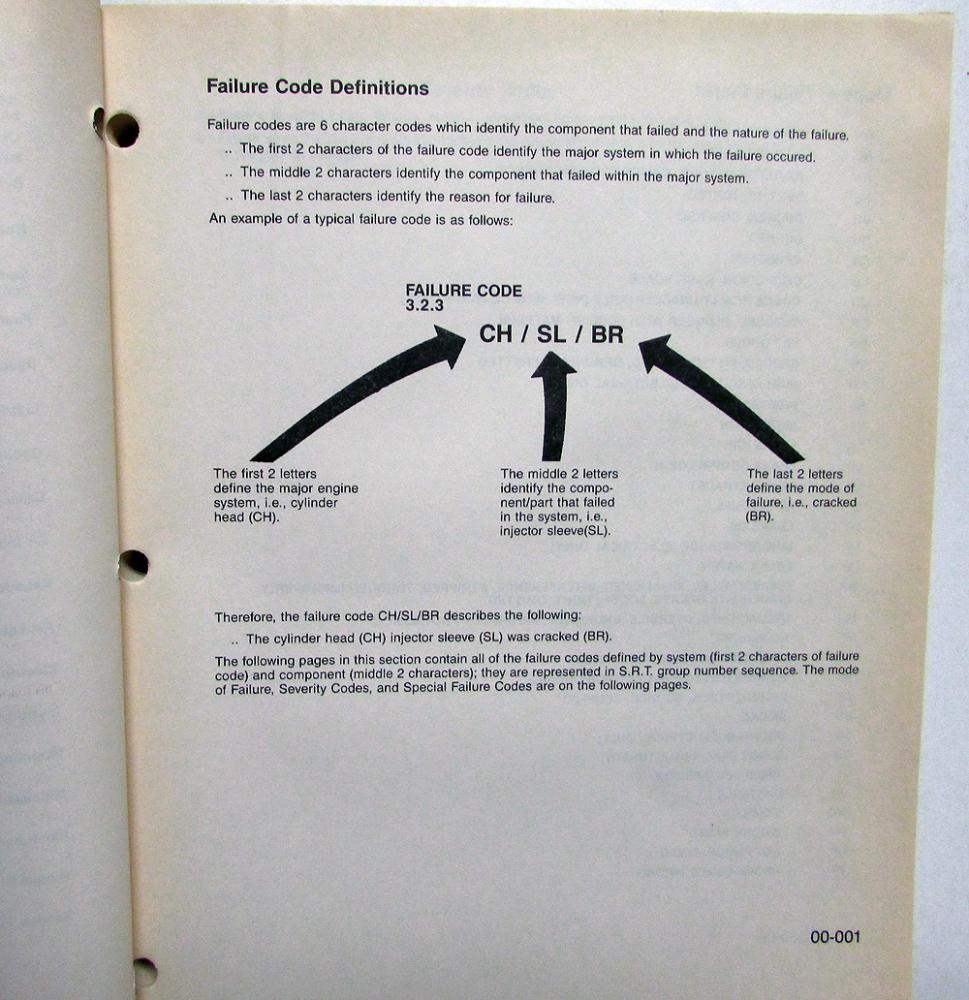 Failure Code Definitions
Failure codes are 6 character codes which identify the component that failed and the nature of the failure.
.. The first 2 characters of the failure code identify the major system in which the failure occured.
.. The middle 2 characters identify the component that failed within the major system.
.. The last 2 characters identify the reason for failure.
An example of a typical failure code is as follows:
FAILURE CODE
3.2.3
CH / SL / BR
The first 2 letters
define the major engine
system, i.e., cylinder
head (CH).
The middle 2 letters
identify the compo-
nent/part that failed
in the system, i.e.,
injector sleeve(SL).
The last 2 letters
define the mode of
failure, i.e., cracked
(BR).
Therefore, the failure code CH/SL/BR describes the following:
.. The cylinder head (CH) injector sleeve (SL) was cracked (BR).
The following pages in this section contain all of the failure codes defined by system (first 2 characters of failure
code) and component (middle 2 characters); they are represented in S.R.T. group number sequence. The mode
of Failure, Severity Codes, and Special Failure Codes are on the following pages.
00-001